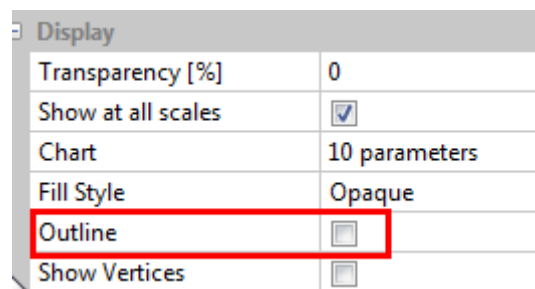 Display
Transparency [%] 0
Show at all scales
Chart 10 parameters
Fill Style Opaque
Outline
Show Vertices